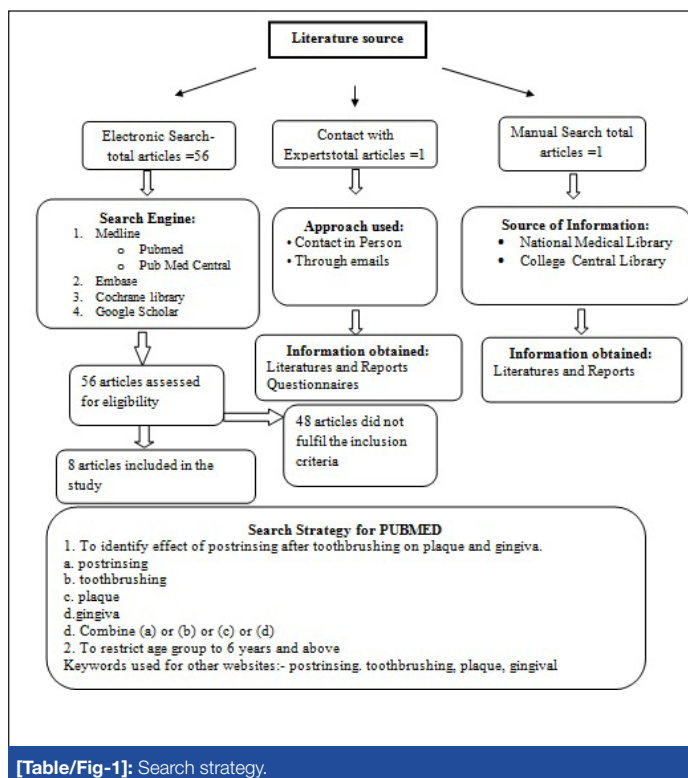 Literature source
Electronic Search-
total articles =56
Contact with
Expertstotal articles =1
Manual Search total
articles =1
Search Engine:
1. Medline
o Pubmed
o Pub Med Central
2. Embase
3. Cochrane library
4. Google Scholar
Approach used:
• Contact in Person
• Through emails
Source of Information:
• National Medical Library
• College Central Library
Information obtained:
Literatures and Reports
Questionnaires
Information obtained:
Literatures and Reports
56 articles assessed
for eligibility
48 articles did not
fulfil the inclusion
criteria
8 articles included in the
study
Search Strategy for PUBMED
1. To identify effect of postrinsing after toothbrushing on plaque and gingiva.
a. postrinsing
b. toothbrushing
c. plaque
d.gingiva
d. Combine (a) or (b) or (c) or (d)
2. To restrict age group to 6 years and above
Keywords used for other websites:- postrinsing. toothbrushing, plaque, gingival
[Table/Fig-1]: Search strategy.